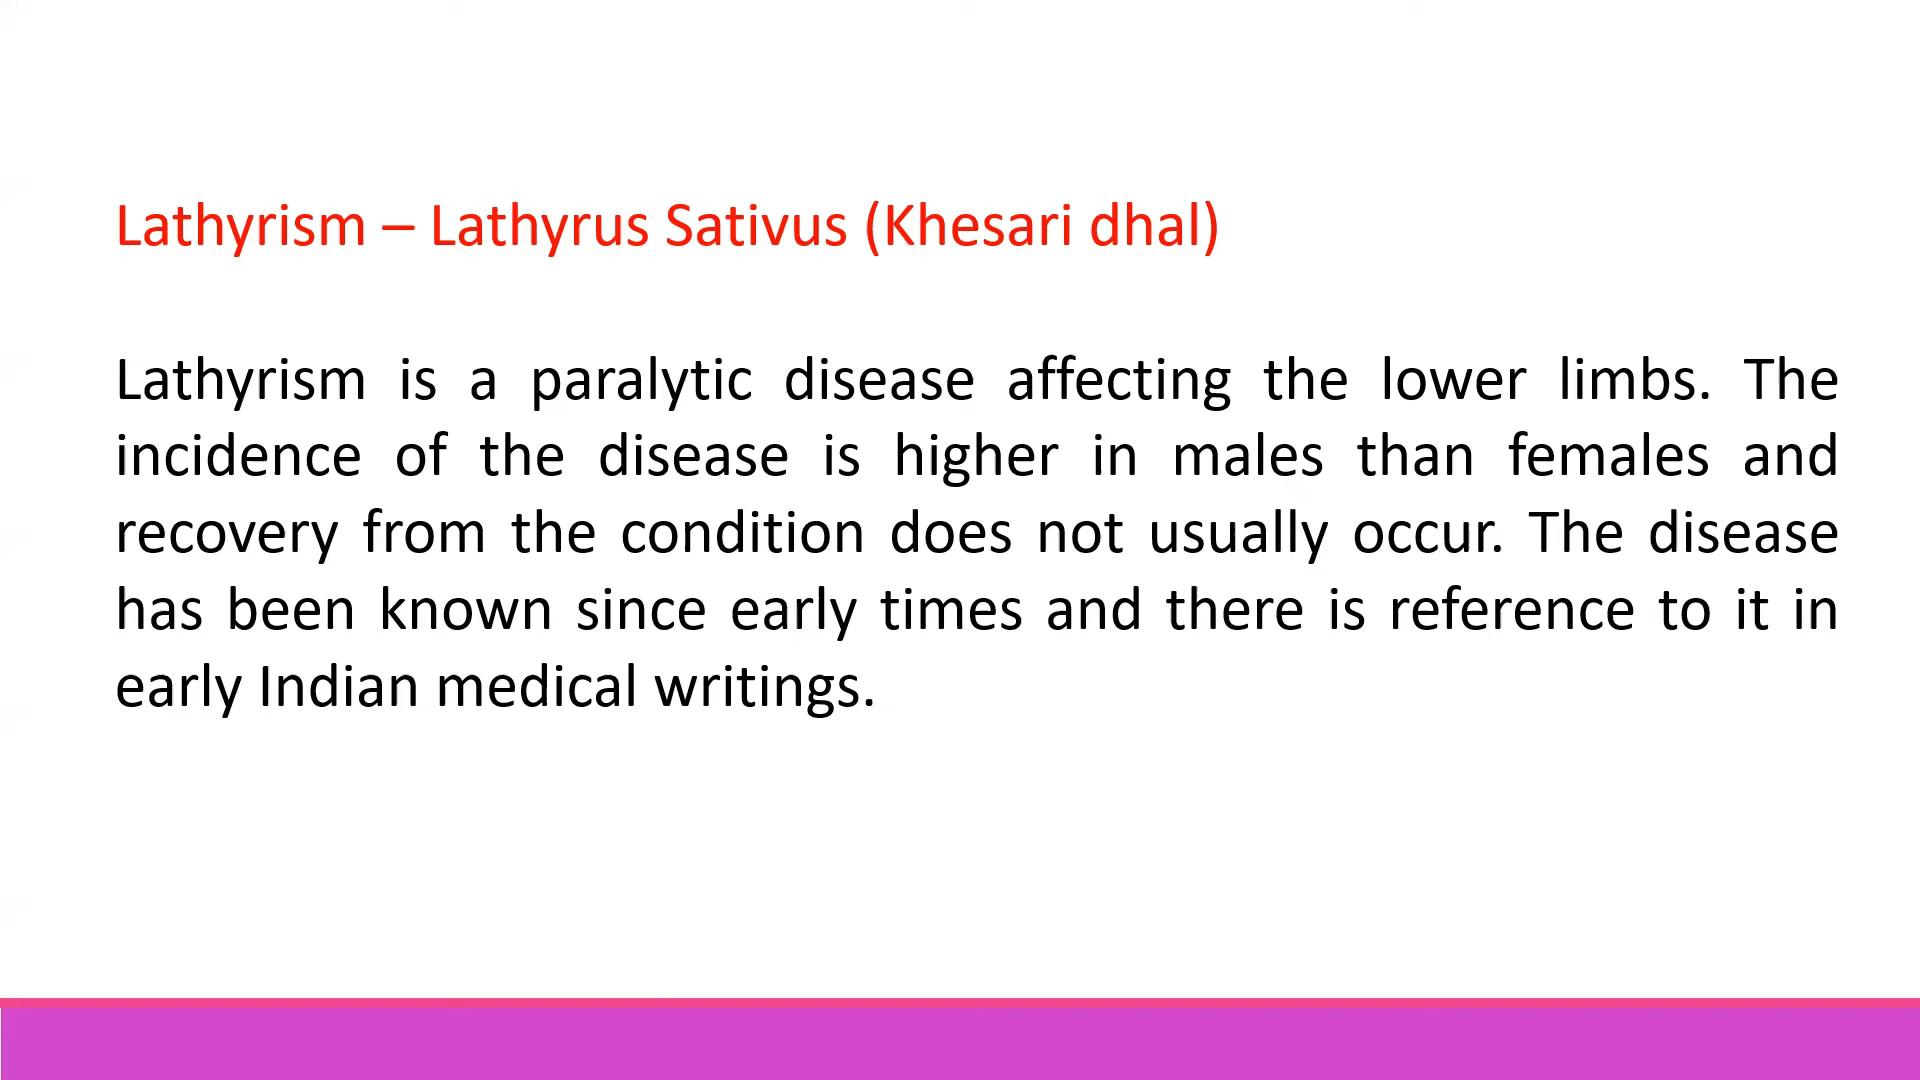 Lathyrism – Lathyrus Sativus (Khesari dhal)
Lathyrism is a paralytic disease affecting the lower limbs. The
incidence of the disease is higher in males than females and
recovery from the condition does not usually occur. The disease
has been known since early times and there is reference to it in
early Indian medical writings.